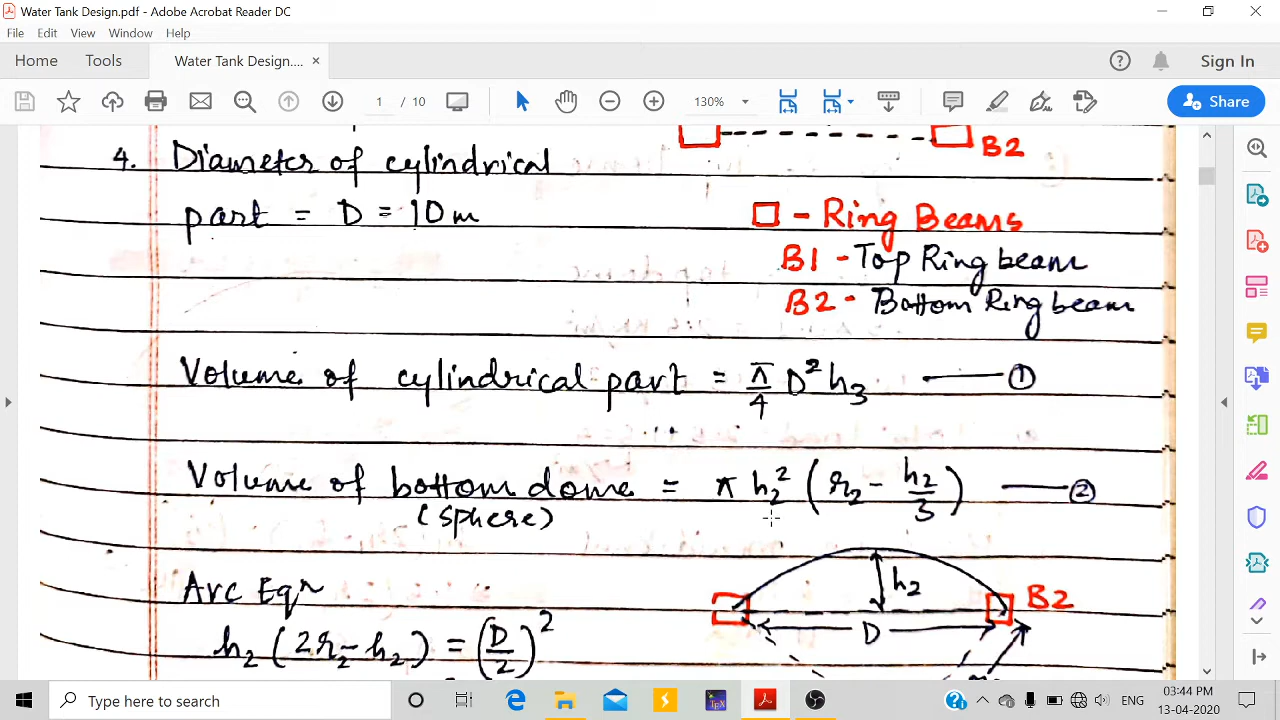 Water Tank Design.pdf - Adobe Acrobat Reader DC
File Edit View Window Help
Home Tools Water Tank Design.... × Sign In
1 / 10 130% Share
B2
4. Diameter of cylindrical
part = D = 10m
□ - Ring Beams
B1 - Top Ring beam
B2 - Bottom Ring beam
Volume of cylindrical part = π/4 D² h₃ —— ①
Volume of bottom dome = π h₂² (r₂ - h₂/3) —— ②
(sphere)
Arc Eqn
h₂
B2
D
h₂ (2r₂ - h₂) = (D/2)²
Type here to search
ENG
03:44 PM
13-04-2020